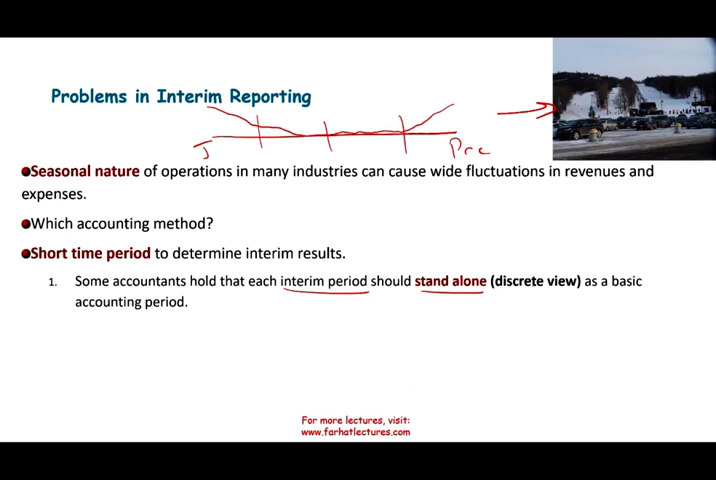 Problems in Interim Reporting
J
Dec
Seasonal nature of operations in many industries can cause wide fluctuations in revenues and
expenses.
Which accounting method?
Short time period to determine interim results.
1. Some accountants hold that each interim period should stand alone (discrete view) as a basic
accounting period.
For more lectures, visit:
www.farhatlectures.com